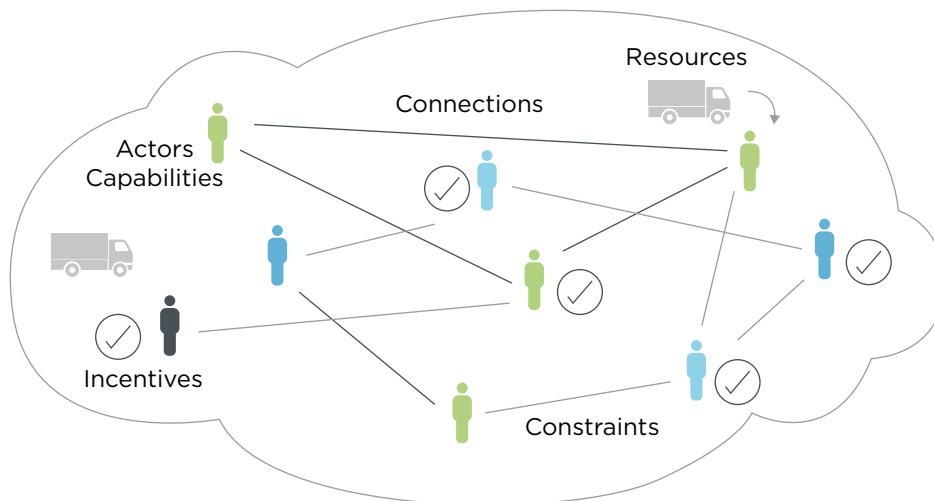 Resources
Connections
Actors
Capabilities
Incentives
Constraints